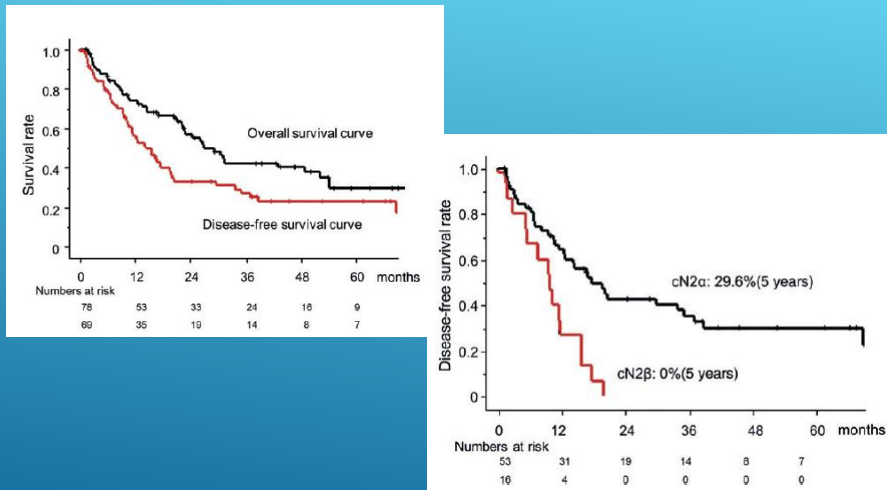 1.0
0.8
0.6
0.4
0.2
0
Survival rate
Overall survival curve
Disease-free survival curve
0 12 24 36 48 60 months
Numbers at risk
78 53 33 24 16 9
69 35 19 14 8 7
1.0
0.8
0.6
0.4
0.2
0
Disease-free survival rate
cN2α: 29.6%(5 years)
cN2β: 0%(5 years)
0 12 24 36 48 60 months
Numbers at risk
53 31 19 14 8 7
16 4 0 0 0 0